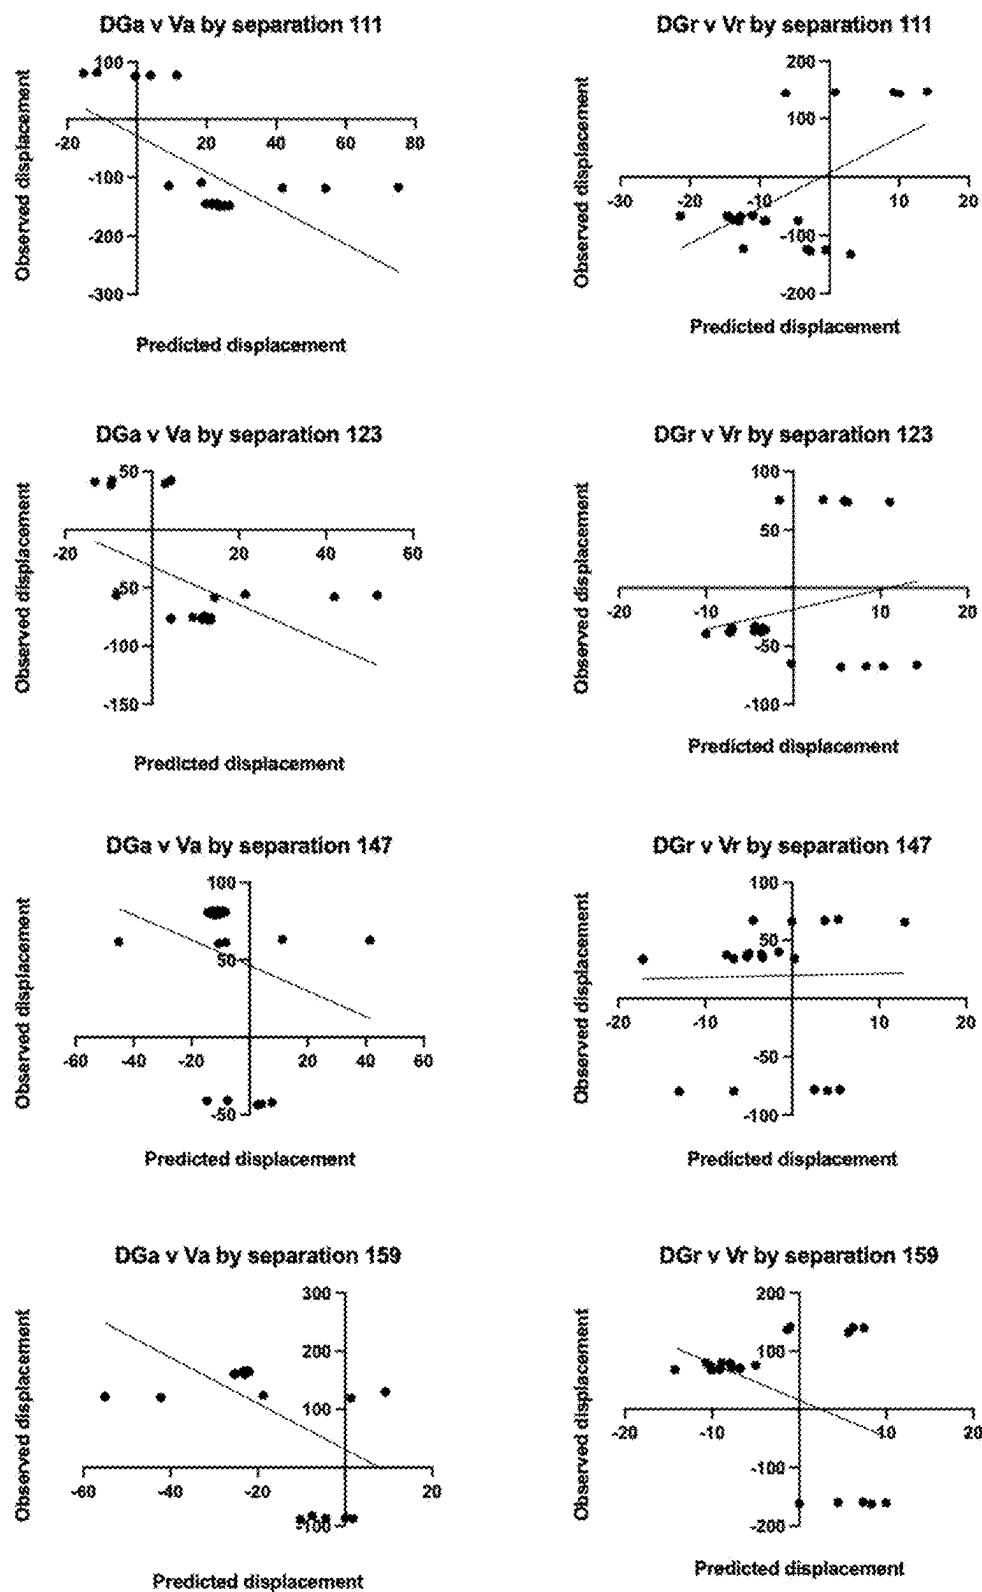 DGa v Va by separation 111
DGr v Vr by separation 111
Observed displacement
100
-20
20
40
60
80
-100
-200
-300
Predicted displacement
Observed displacement
200
100
-30
-20
-10
10
20
-100
-200
Predicted displacement
DGa v Va by separation 123
DGr v Vr by separation 123
Observed displacement
50
-20
20
40
60
-50
-100
-150
Predicted displacement
Observed displacement
100
50
-20
-10
10
20
-50
-100
Predicted displacement
DGa v Va by separation 147
DGr v Vr by separation 147
Observed displacement
100
50
-60
-40
-20
20
40
60
-50
Predicted displacement
Observed displacement
100
50
-20
-10
10
20
-50
-100
Predicted displacement
DGa v Va by separation 159
DGr v Vr by separation 159
Observed displacement
300
200
100
-60
-40
-20
20
-100
Predicted displacement
Observed displacement
200
100
-20
-10
10
20
-100
-200
Predicted displacement